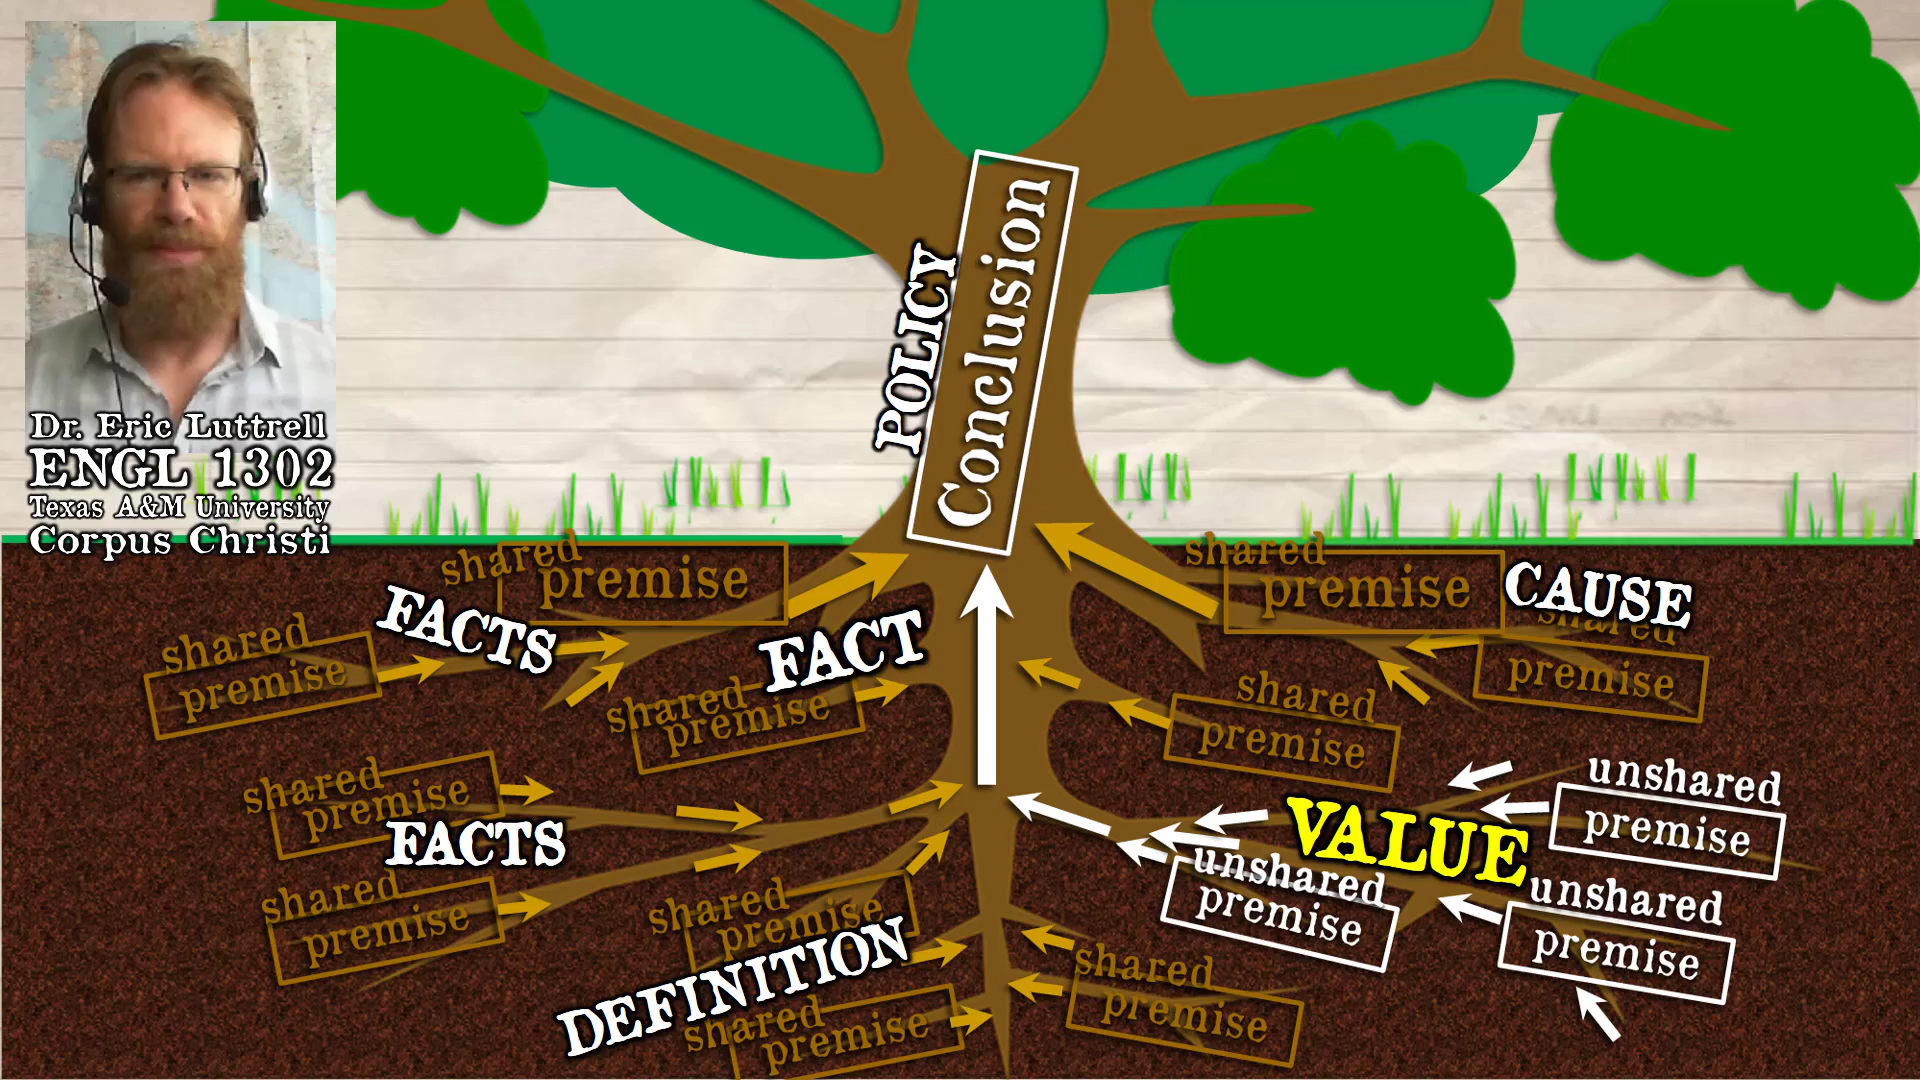 Dr. Eric Luttrell
ENGL 1302
Texas A&M University
Corpus Christi
POLICY
Conclusion
shared
premise
shared
premise
CAUSE
FACTS
FACT
shared
premise
shared
premise
shared
premise
shared
premise
shared
premise
FACTS
shared
premise
VALUE
unshared
premise
unshared
premise
unshared
premise
shared
premise
DEFINITION
shared
premise
shared
premise